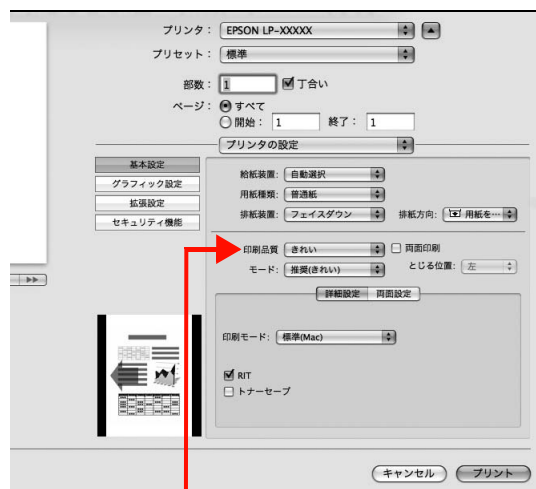 プリンタ： EPSON LP-XXXXX
プリセット： 標準
部数： 1 丁合い
ページ： すべて
開始： 1 終了： 1
プリンタの設定
基本設定
グラフィック設定
拡張設定
セキュリティ機能
給紙装置： 自動選択
用紙種類： 普通紙
排紙装置： フェイスダウン 排紙方向： 用紙を…
印刷品質 きれい 両面印刷
モード： 推奨(きれい) とじる位置： 左
詳細設定 両面設定
印刷モード： 標準(Mac)
RIT
トナーセーブ
キャンセル プリント